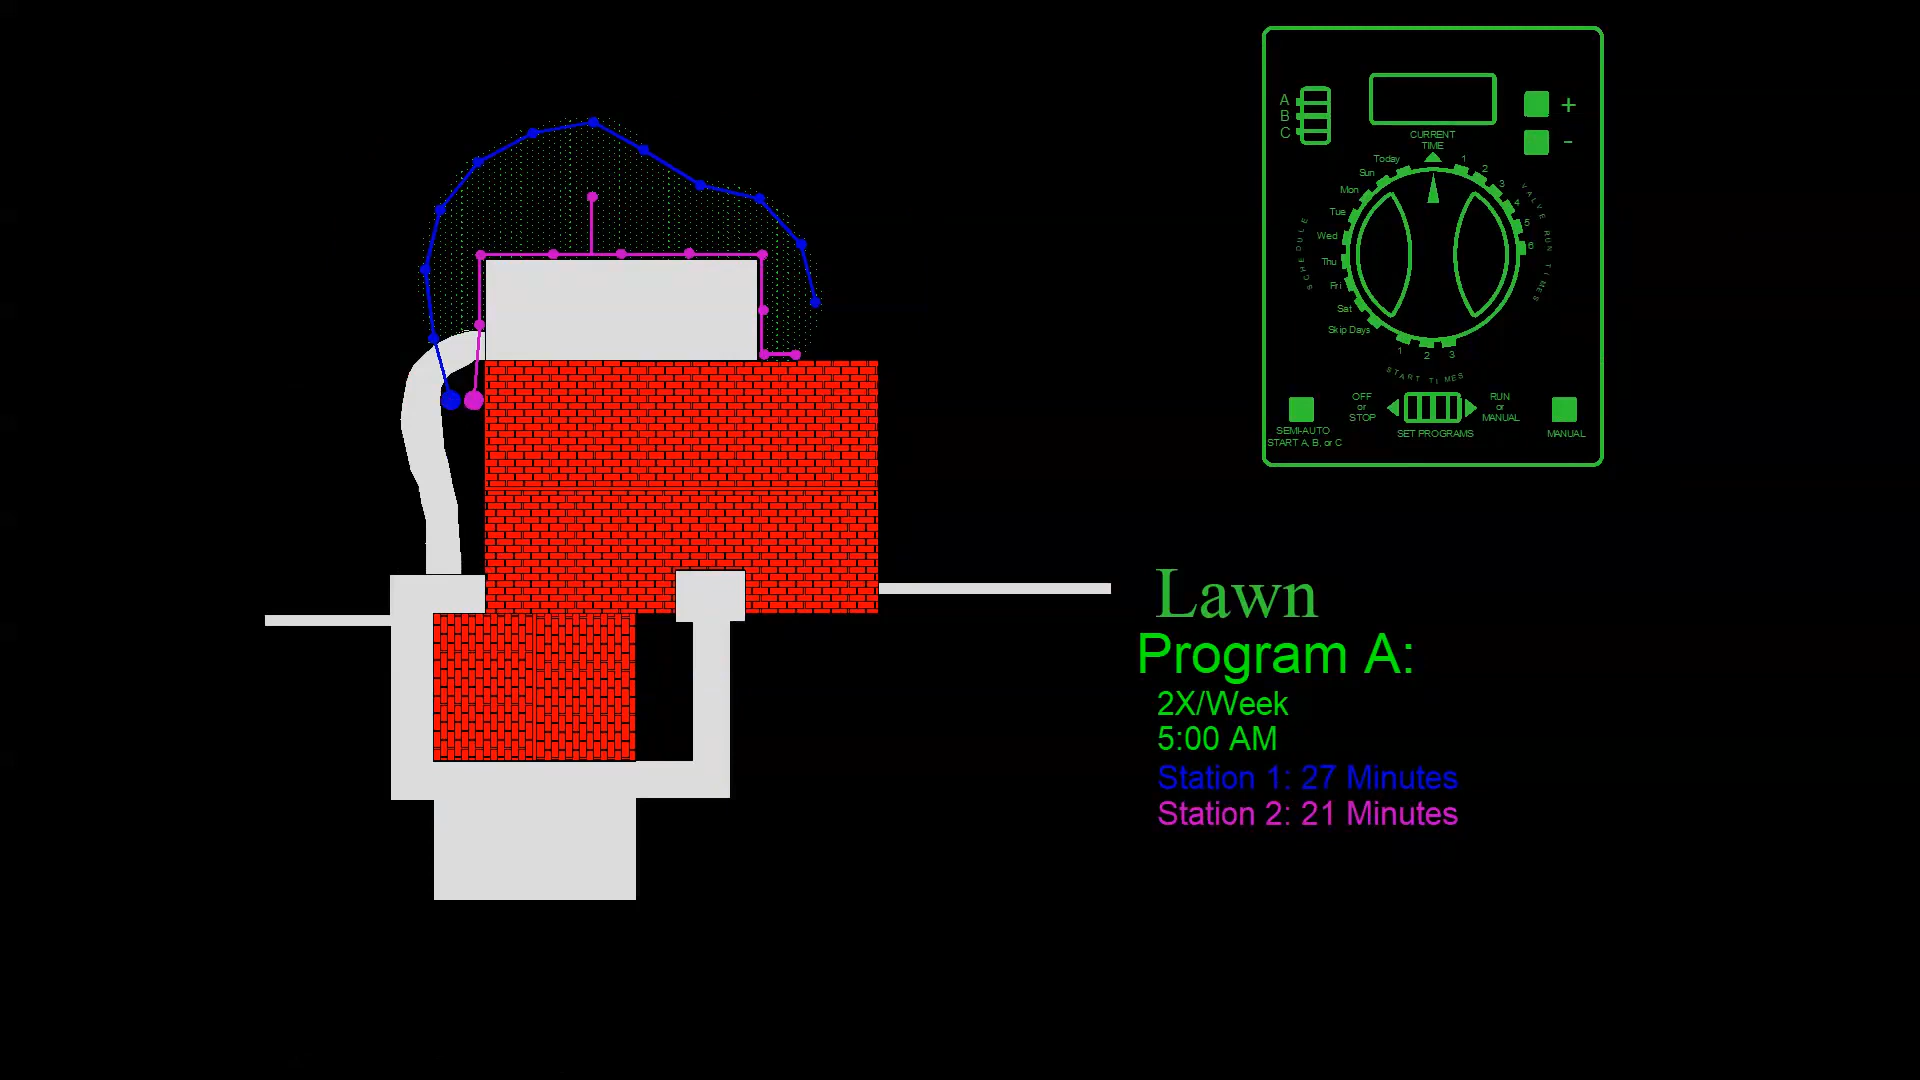 A
B
C
+
-
CURRENT
TIME
Today
Sun
Mon
Tue
Wed
Thu
Fri
Sat
Skip Days
SCHEDULE
1
2
3
4
5
6
VALVE RUN TIMES
1
2
3
START TIMES
OFF
or
STOP
RUN
or
MANUAL
SET PROGRAMS
SEMI-AUTO
START A, B, or C
MANUAL
Lawn
Program A:
2X/Week
5:00 AM
Station 1: 27 Minutes
Station 2: 21 Minutes